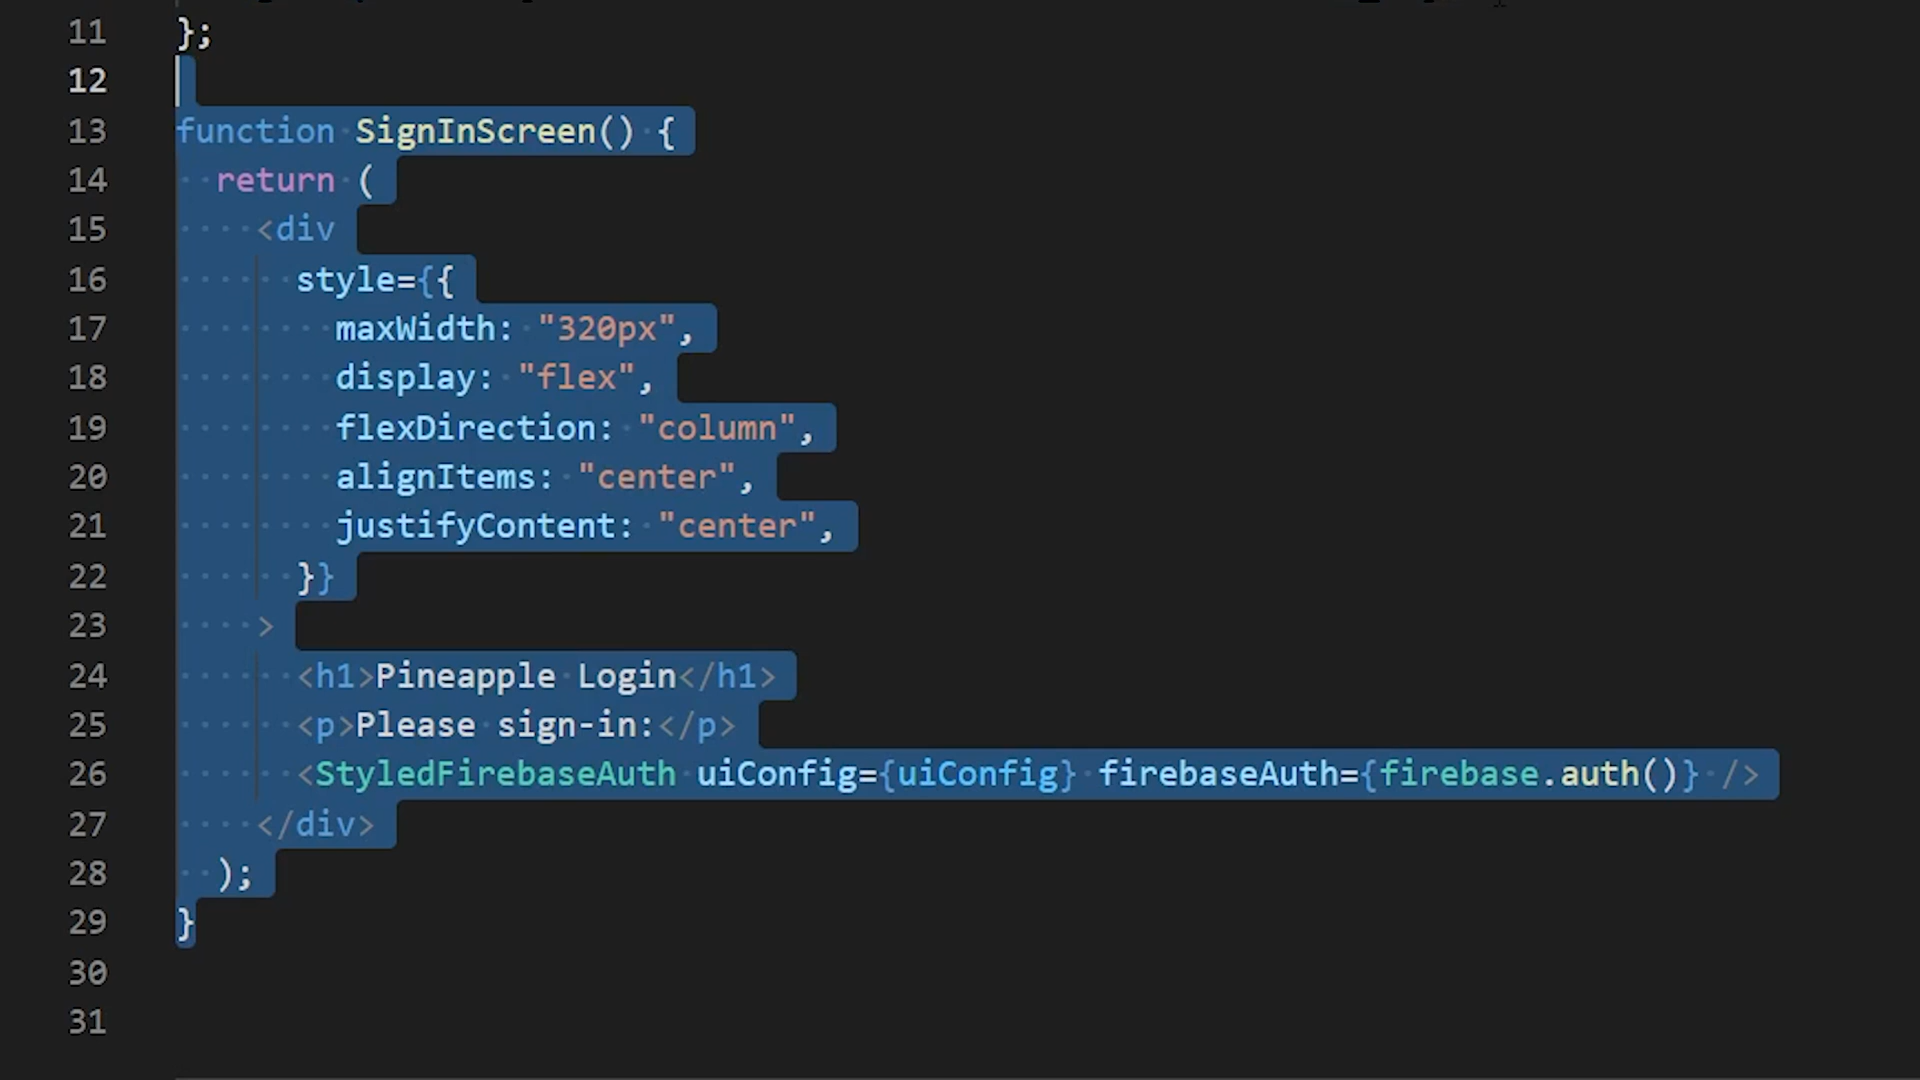 11 };
12
13 function SignInScreen() {
14 return (
15 <div
16 style={{
17 maxWidth: "320px",
18 display: "flex",
19 flexDirection: "column",
20 alignItems: "center",
21 justifyContent: "center",
22 }}
23 >
24 <h1>Pineapple Login</h1>
25 <p>Please sign-in:</p>
26 <StyledFirebaseAuth uiConfig={uiConfig} firebaseAuth={firebase.auth()} />
27 </div>
28 );
29 }
30
31